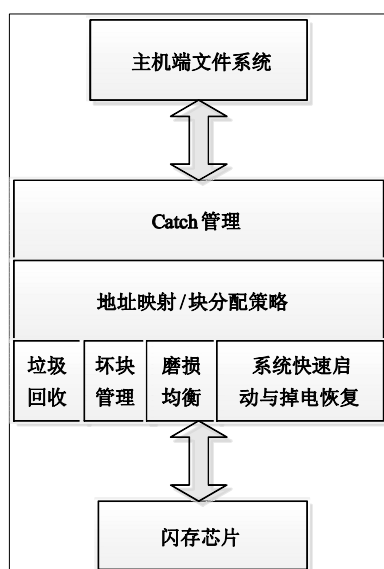 主机端文件系统
Catch 管理
地址映射/块分配策略
垃圾
回收
坏块
管理
磨损
均衡
系统快速启
动与掉电恢复
闪存芯片